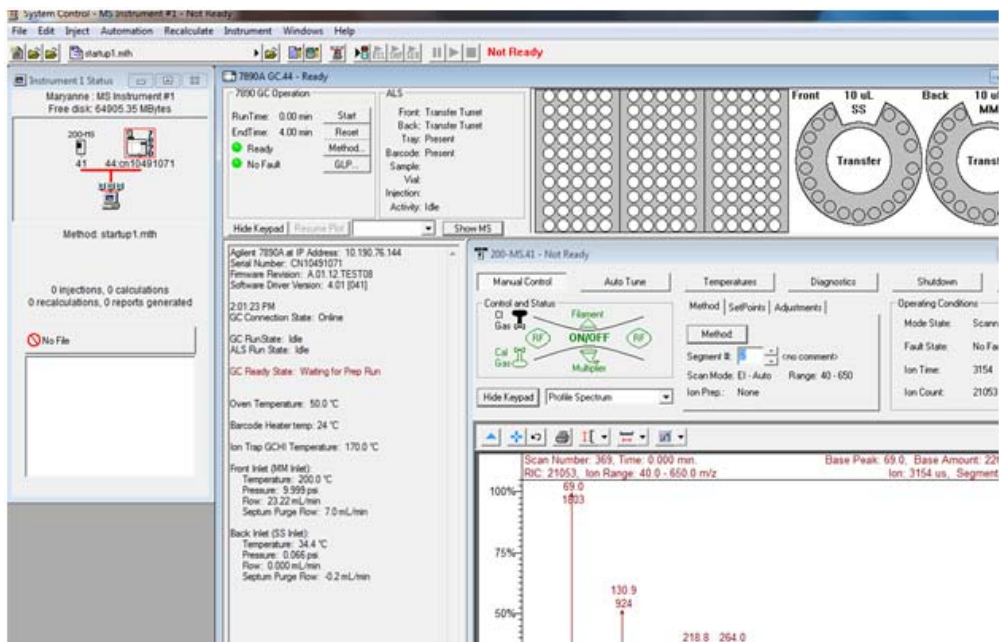 System Control - MS Instrument #1 - Not Ready
File Edit Inject Automation Recalculate Instrument Windows Help
startup1.mth
Not Ready
Instrument 1 Status
Maryanne : MS Instrument #1
Free disk: 64905.35 MBytes
200-MS
41 44:cn10491071
Method: startup1.mth
0 injections, 0 calculations
0 recalculations, 0 reports generated
No File
7890A GC.44 - Ready
7890 GC Operation
RunTime: 0.00 min Start
EndTime: 4.00 min Reset
Ready Method...
No Fault GLP...
ALS
Front: Transfer Turret
Back: Transfer Turret
Tray: Present
Barcode: Present
Sample:
Vial:
Injection:
Activity: Idle
Front 10 uL SS
Transfer
Back 10 u
MM
Trans
Hide Keypad Resume Plot Show MS
Agilent 7890A at IP Address: 10.190.76.144
Serial Number: CN10491071
Firmware Revision: A.01.12.TEST08
Software Driver Version: 4.01 [041]
2:01:23 PM
GC Connection State: Online
GC RunState: Idle
ALS Run State: Idle
GC Ready State: Waiting for Prep Run
Oven Temperature: 50.0 °C
Barcode Heater temp: 24 °C
Ion Trap GCHI Temperature: 170.0 °C
Front Inlet (MM Inlet):
Temperature: 200.0 °C
Pressure: 9.999 psi
Flow: 23.22 mL/min
Septum Purge Flow: 7.0 mL/min
Back Inlet (SS Inlet):
Temperature: 34.4 °C
Pressure: 0.066 psi
Flow: 0.000 mL/min
Septum Purge Flow: -0.2 mL/min
200-MS.41 - Not Ready
Manual Control Auto Tune Temperatures Diagnostics Shutdown
Control and Status
CI
Gas
Filament
RF ON/OFF RF
Cal
Gas
Multiplier
Hide Keypad Profile Spectrum
Method SetPoints Adjustments
Method
Segment #: <no comment>
Scan Mode: EI - Auto Range: 40 - 650
Ion Prep.: None
Operating Conditions
Mode State: Scann
Fault State: No Fa
Ion Time: 3154
Ion Count: 21053
Scan Number: 369, Time: 0.000 min. Base Peak: 69.0, Base Amount: 220
RIC: 21053, Ion Range: 40.0 - 650.0 m/z Ion: 3154 us, Segment
100%
69.0
1803
75%
130.9
924
50%
218.8 264.0